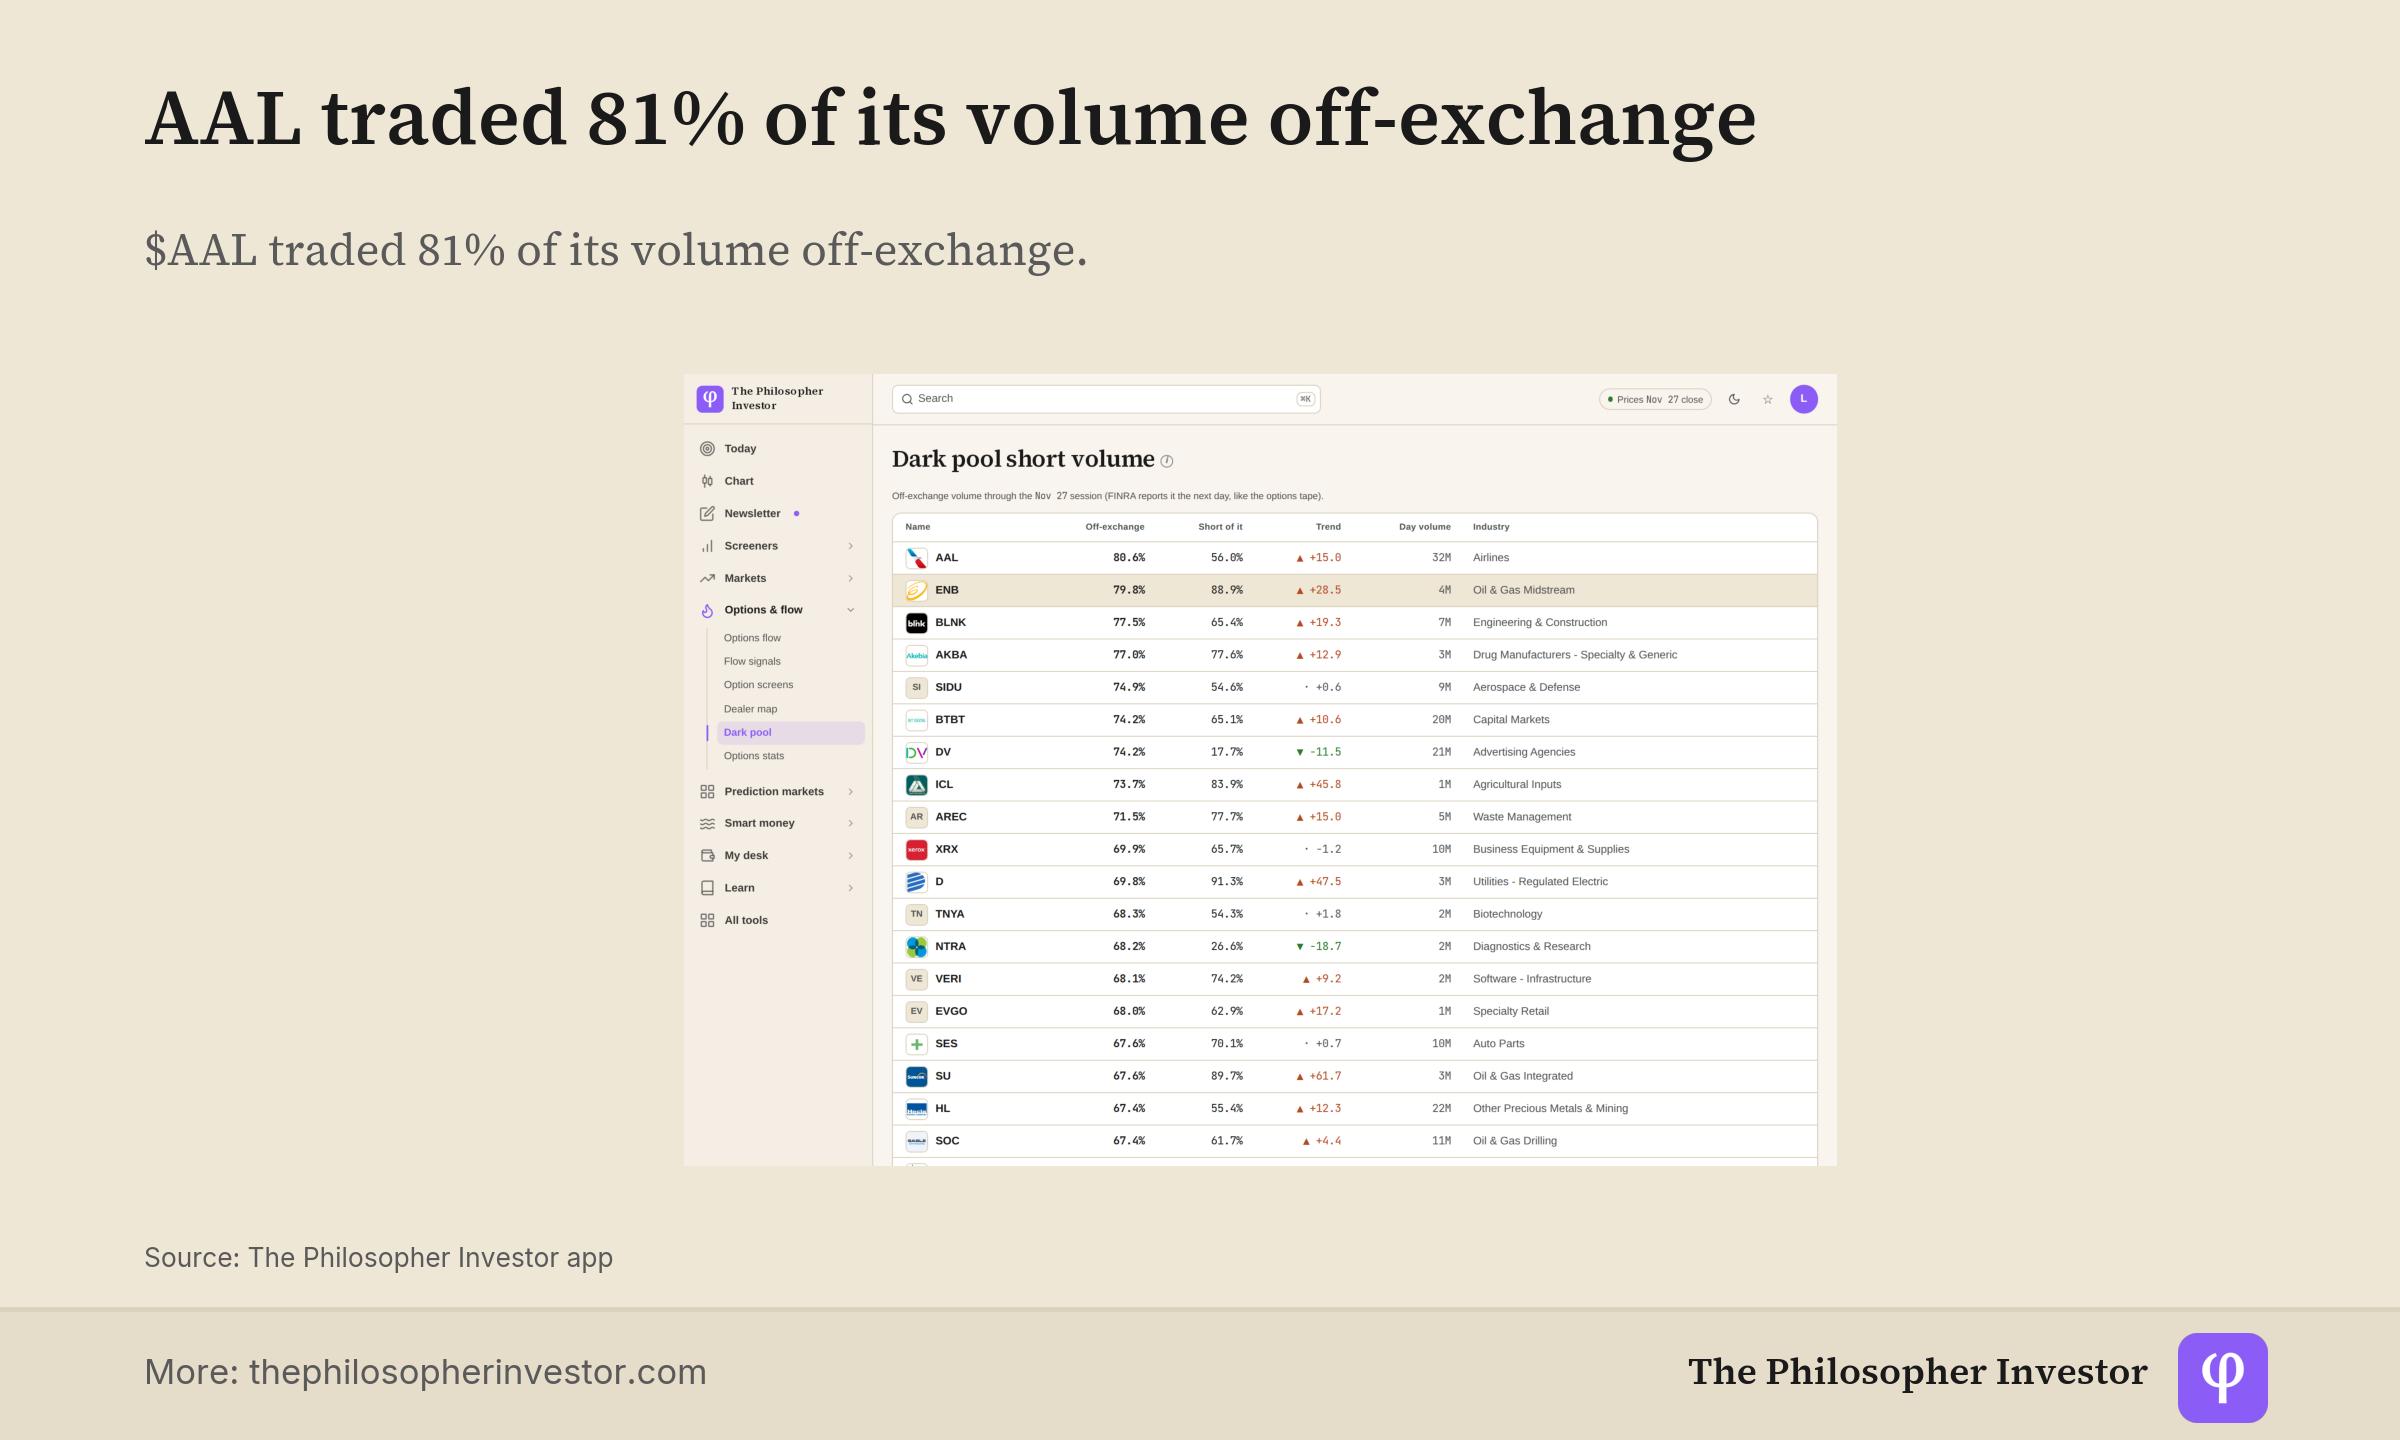 AAL traded 81% of its volume off-exchange
$AAL traded 81% of its volume off-exchange.
The Philosopher
Investor
Search
⌘K
Prices Nov 27 close
L
Today
Chart
Newsletter
Screeners
Markets
Options & flow
Options flow
Flow signals
Option screens
Dealer map
Dark pool
Options stats
Prediction markets
Smart money
My desk
Learn
All tools
Dark pool short volume
Off-exchange volume through the Nov 27 session (FINRA reports it the next day, like the options tape).
Name Off-exchange Short of it Trend Day volume Industry
AAL 80.6% 56.0% ▲ +15.0 32M Airlines
ENB 79.8% 88.9% ▲ +28.5 4M Oil & Gas Midstream
blnk BLNK 77.5% 65.4% ▲ +19.3 7M Engineering & Construction
Akebia AKBA 77.0% 77.6% ▲ +12.9 3M Drug Manufacturers - Specialty & Generic
SI SIDU 74.9% 54.6% · +0.6 9M Aerospace & Defense
BTBT 74.2% 65.1% ▲ +10.6 20M Capital Markets
DV DV 74.2% 17.7% ▼ -11.5 21M Advertising Agencies
ICL 73.7% 83.9% ▲ +45.8 1M Agricultural Inputs
AR AREC 71.5% 77.7% ▲ +15.0 5M Waste Management
xerox XRX 69.9% 65.7% · -1.2 10M Business Equipment & Supplies
D 69.8% 91.3% ▲ +47.5 3M Utilities - Regulated Electric
TN TNYA 68.3% 54.3% · +1.8 2M Biotechnology
NTRA 68.2% 26.6% ▼ -18.7 2M Diagnostics & Research
VE VERI 68.1% 74.2% ▲ +9.2 2M Software - Infrastructure
EV EVGO 68.0% 62.9% ▲ +17.2 1M Specialty Retail
SES 67.6% 70.1% · +0.7 10M Auto Parts
SUNCOR SU 67.6% 89.7% ▲ +61.7 3M Oil & Gas Integrated
Hecla HL 67.4% 55.4% ▲ +12.3 22M Other Precious Metals & Mining
SABLE SOC 67.4% 61.7% ▲ +4.4 11M Oil & Gas Drilling
Source: The Philosopher Investor app
More: thephilosopherinvestor.com
The Philosopher Investor
φ